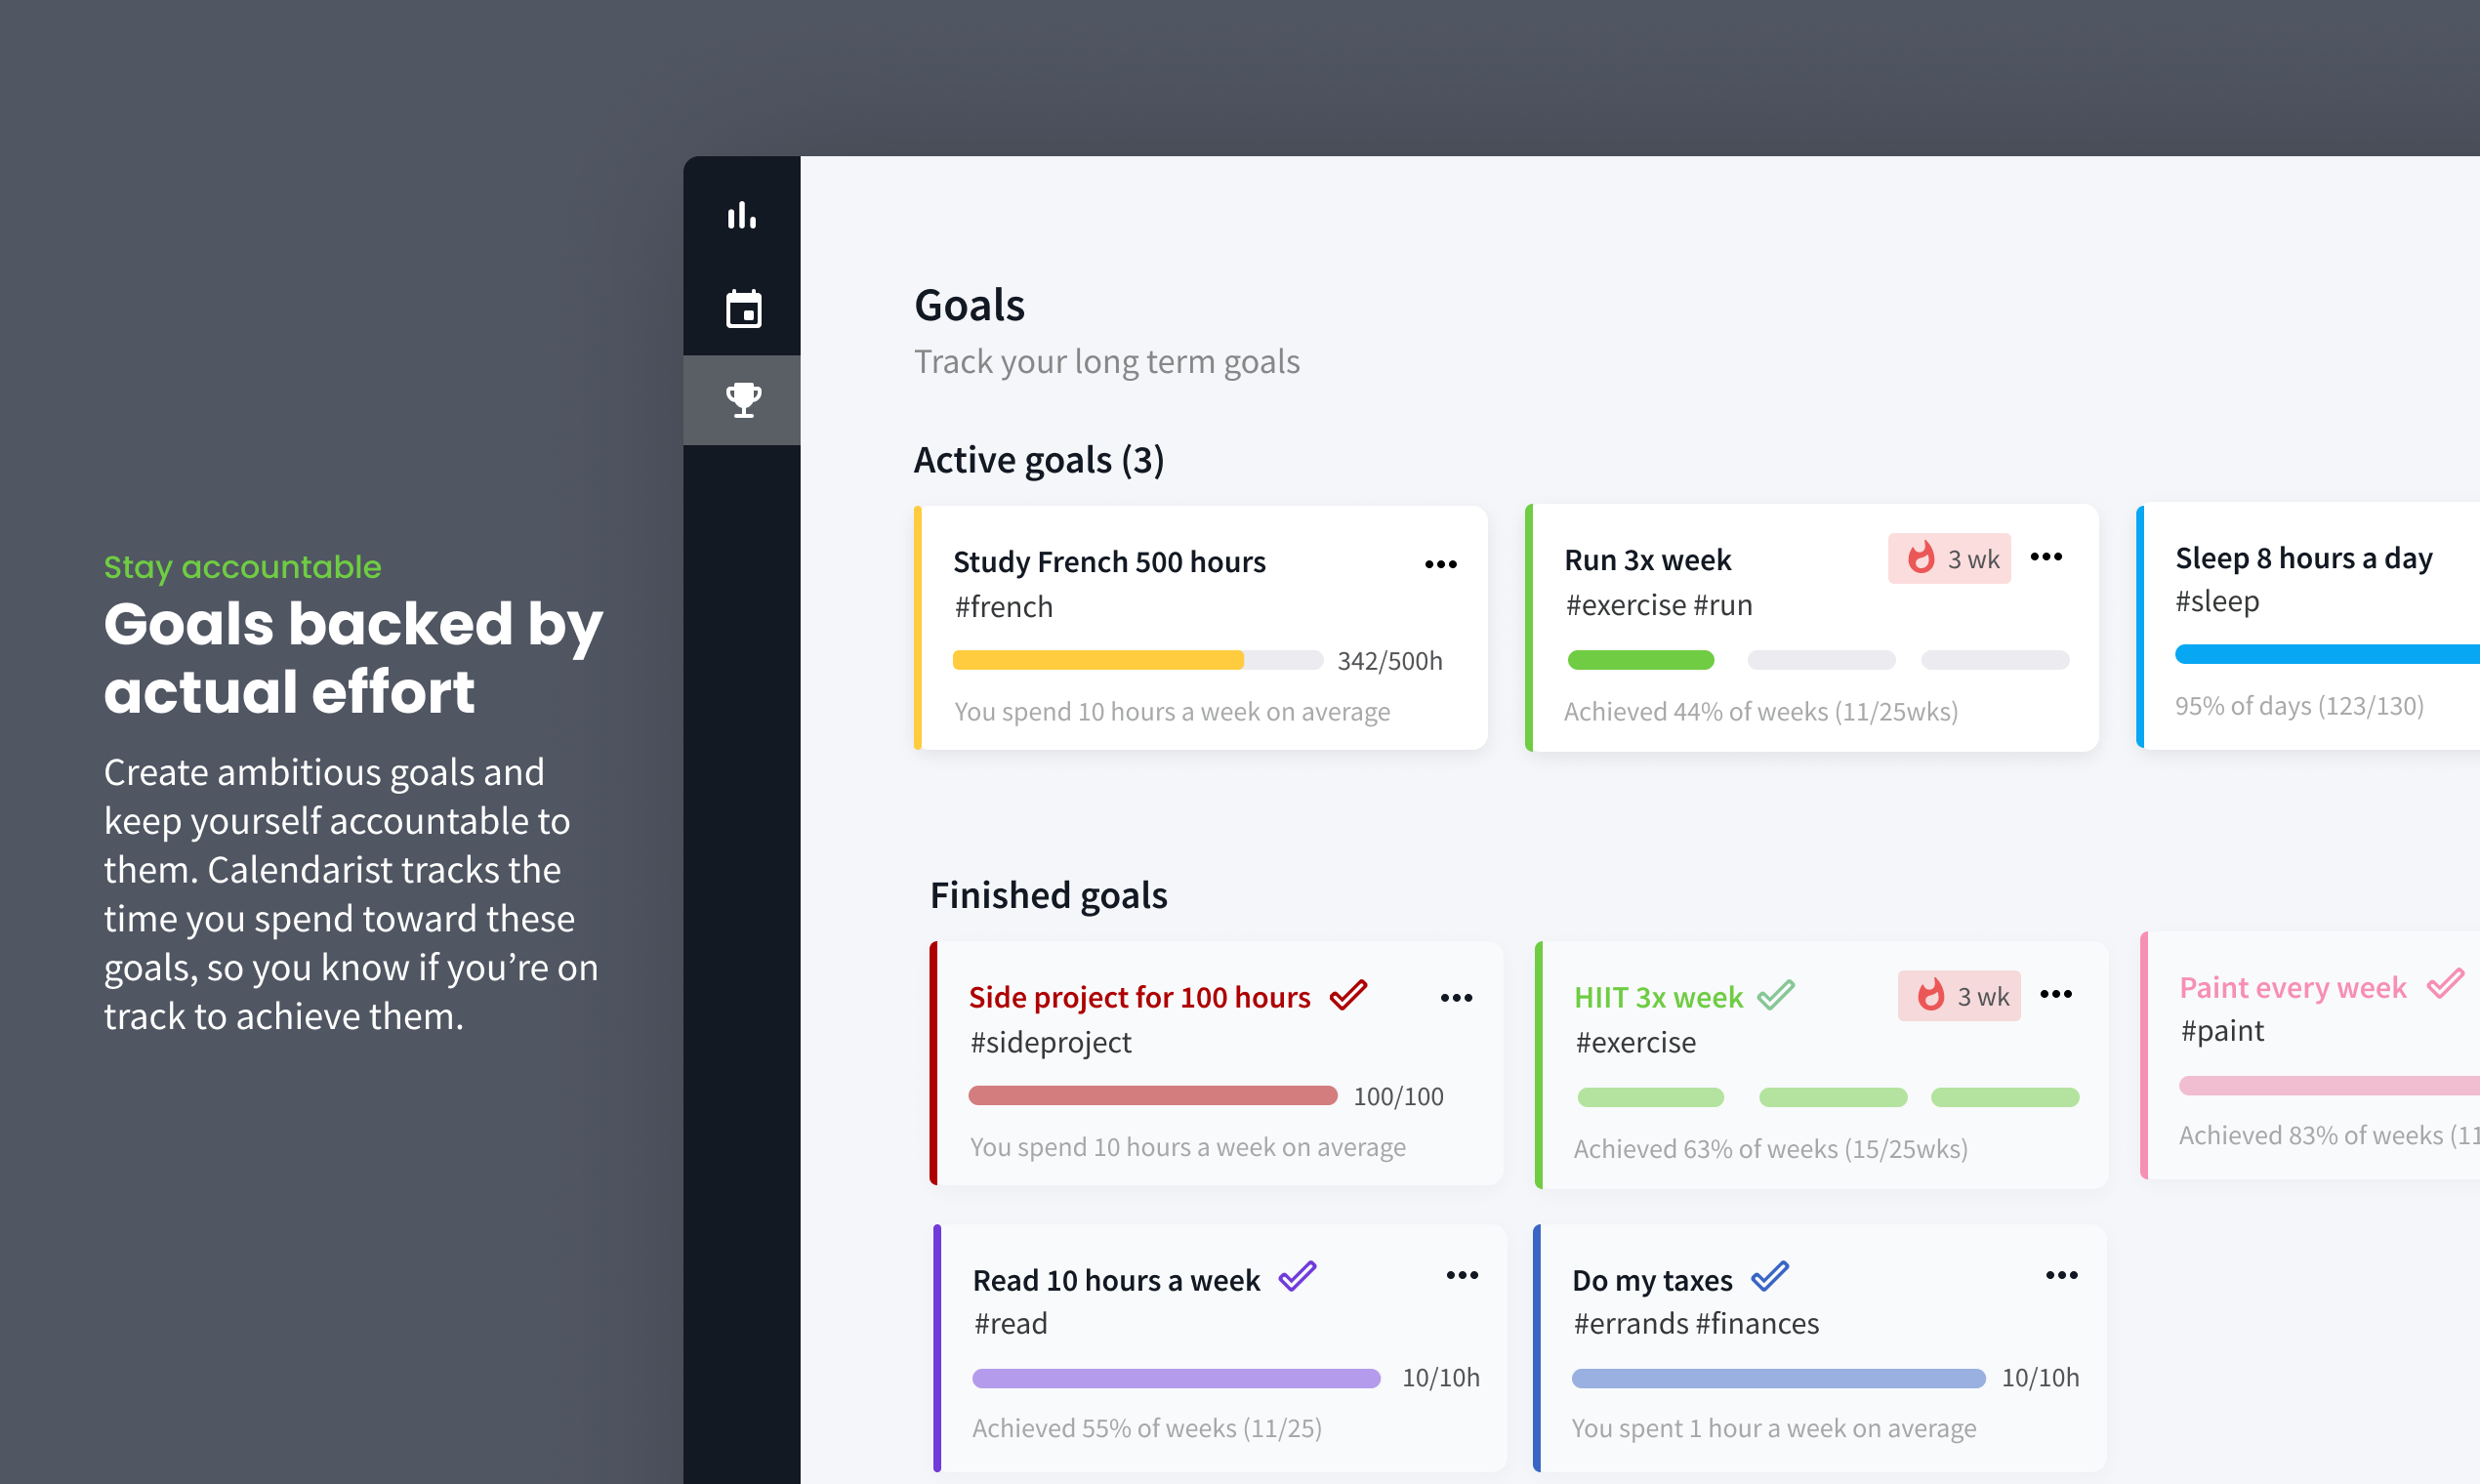 Stay accountable
Goals backed by
actual effort
Create ambitious goals and
keep yourself accountable to
them. Calendarist tracks the
time you spend toward these
goals, so you know if you’re on
track to achieve them.
Goals
Track your long term goals
Active goals (3)
Study French 500 hours
#french
342/500h
You spend 10 hours a week on average
Run 3x week
3 wk
#exercise #run
Achieved 44% of weeks (11/25wks)
Sleep 8 hours a day
#sleep
95% of days (123/130)
Finished goals
Side project for 100 hours
#sideproject
100/100
You spend 10 hours a week on average
HIIT 3x week
3 wk
#exercise
Achieved 63% of weeks (15/25wks)
Paint every week
#paint
Achieved 83% of weeks (11
Read 10 hours a week
#read
10/10h
Achieved 55% of weeks (11/25)
Do my taxes
#errands #finances
10/10h
You spent 1 hour a week on average